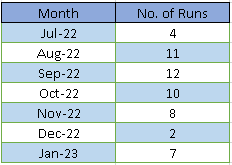 Month No. of Runs
Jul-22 4
Aug-22 11
Sep-22 12
Oct-22 10
Nov-22 8
Dec-22 2
Jan-23 7